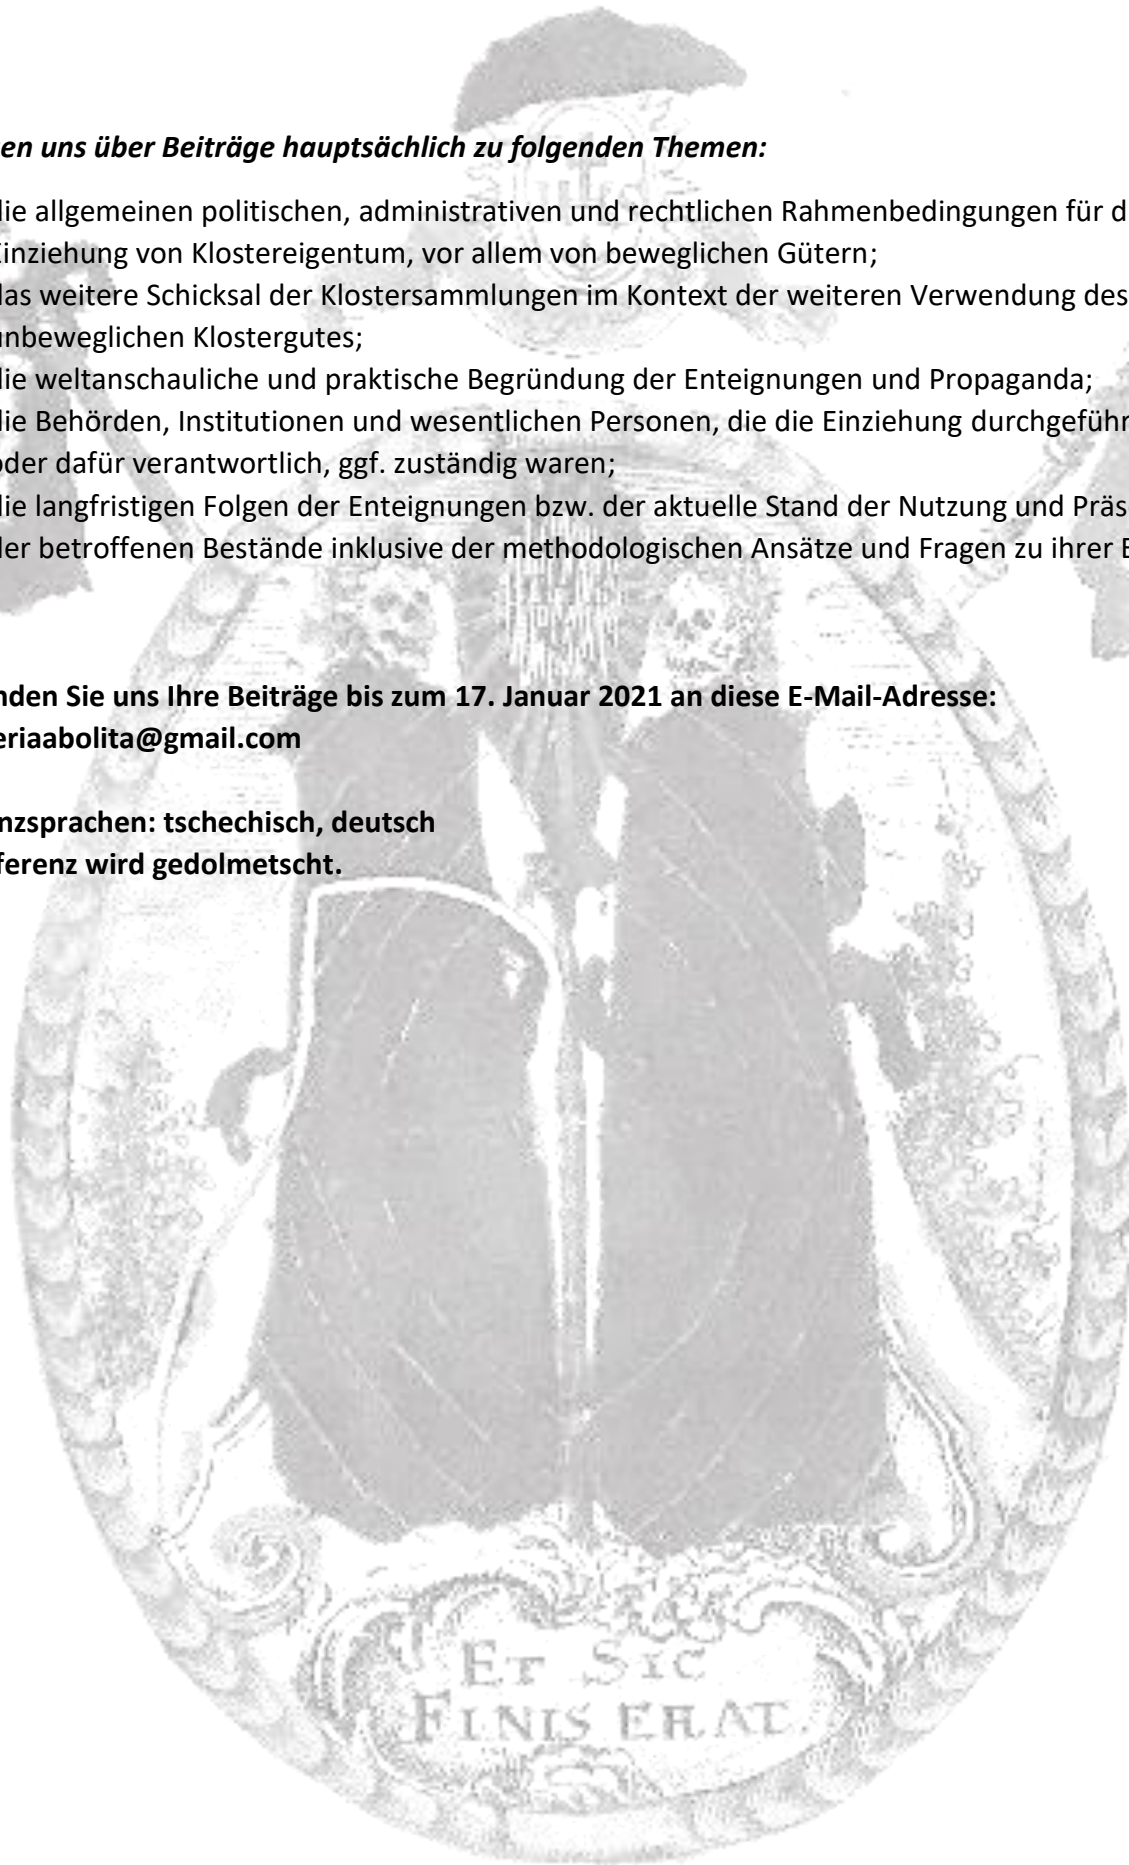 IHS
en uns über Beiträge hauptsächlich zu folgenden Themen:
die allgemeinen politischen, administrativen und rechtlichen Rahmenbedingungen für d
Einziehung von Klostereigentum, vor allem von beweglichen Gütern;
das weitere Schicksal der Klostersammlungen im Kontext der weiteren Verwendung des
unbeweglichen Klostergutes;
die weltanschauliche und praktische Begründung der Enteignungen und Propaganda;
die Behörden, Institutionen und wesentlichen Personen, die die Einziehung durchgeführ
oder dafür verantwortlich, ggf. zuständig waren;
die langfristigen Folgen der Enteignungen bzw. der aktuelle Stand der Nutzung und Präs
der betroffenen Bestände inklusive der methodologischen Ansätze und Fragen zu ihrer E
nden Sie uns Ihre Beiträge bis zum 17. Januar 2021 an diese E-Mail-Adresse:
eriaabolita@gmail.com
nzsprachen: tschechisch, deutsch
ferenz wird gedolmetscht.
ET SIC
FINIS ERAT.